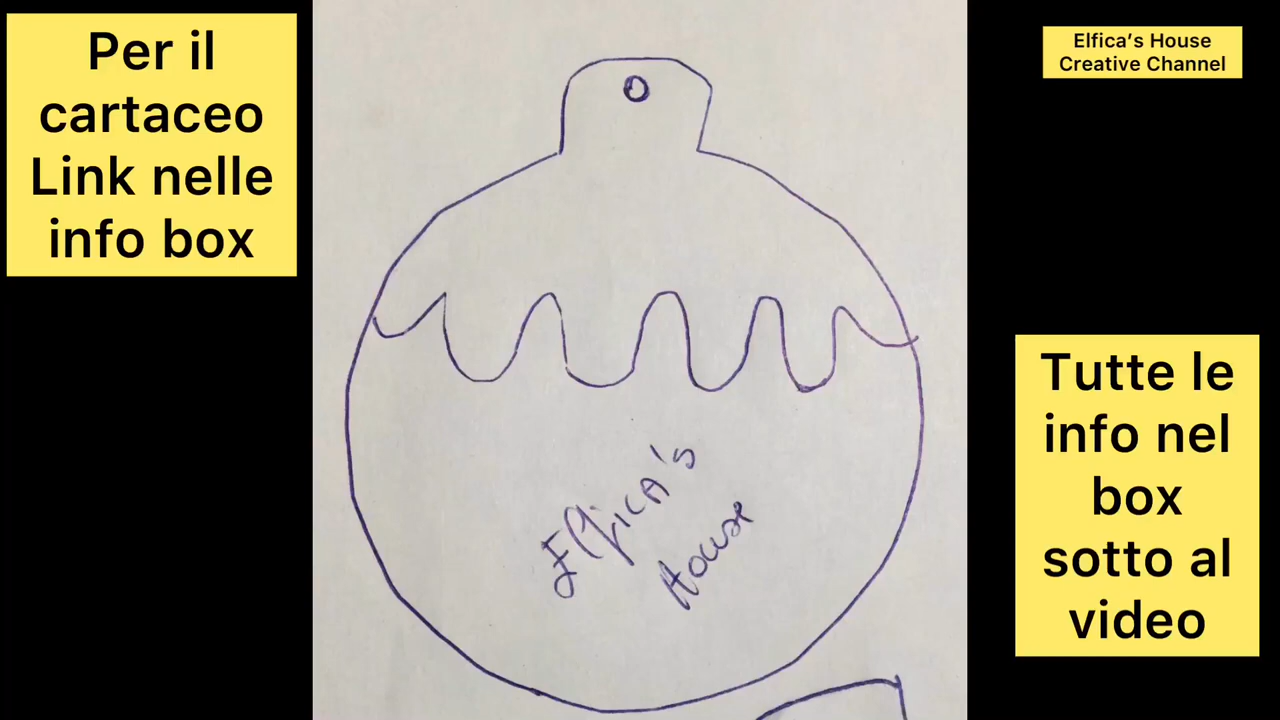 Per il
cartaceo
Link nelle
info box
Elfica's House
Creative Channel
Elfica's
House
Tutte le
info nel
box
sotto al
video